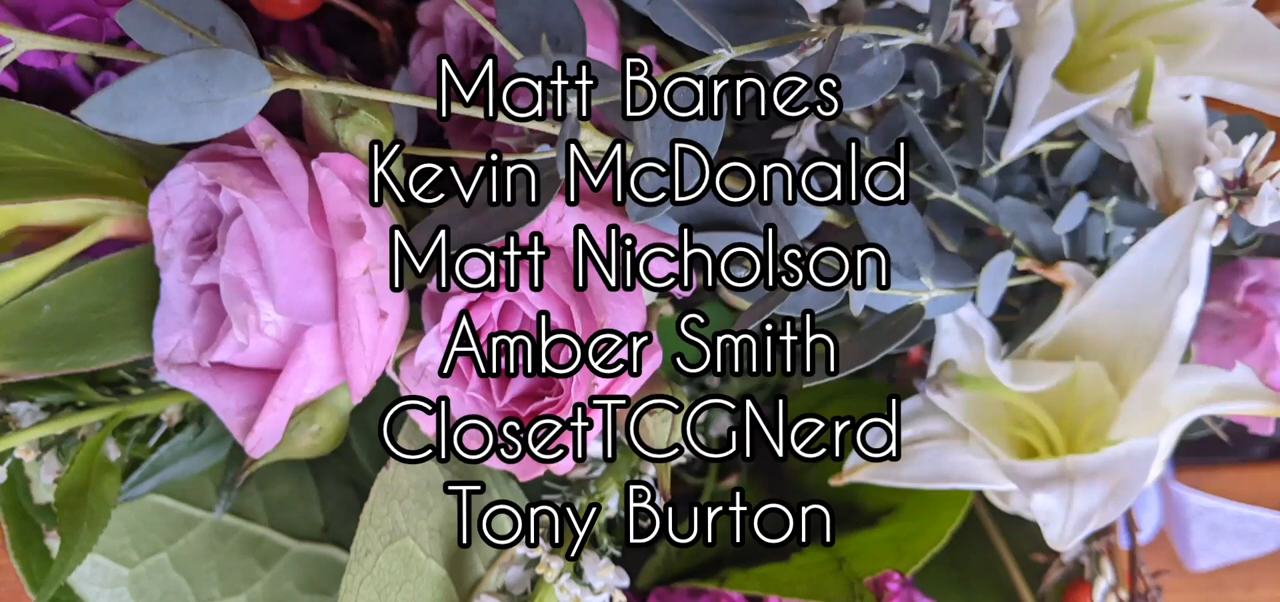 Matt Barnes
Kevin McDonald
Matt Nicholson
Amber Smith
ClosetTCGNerd
Tony Burton